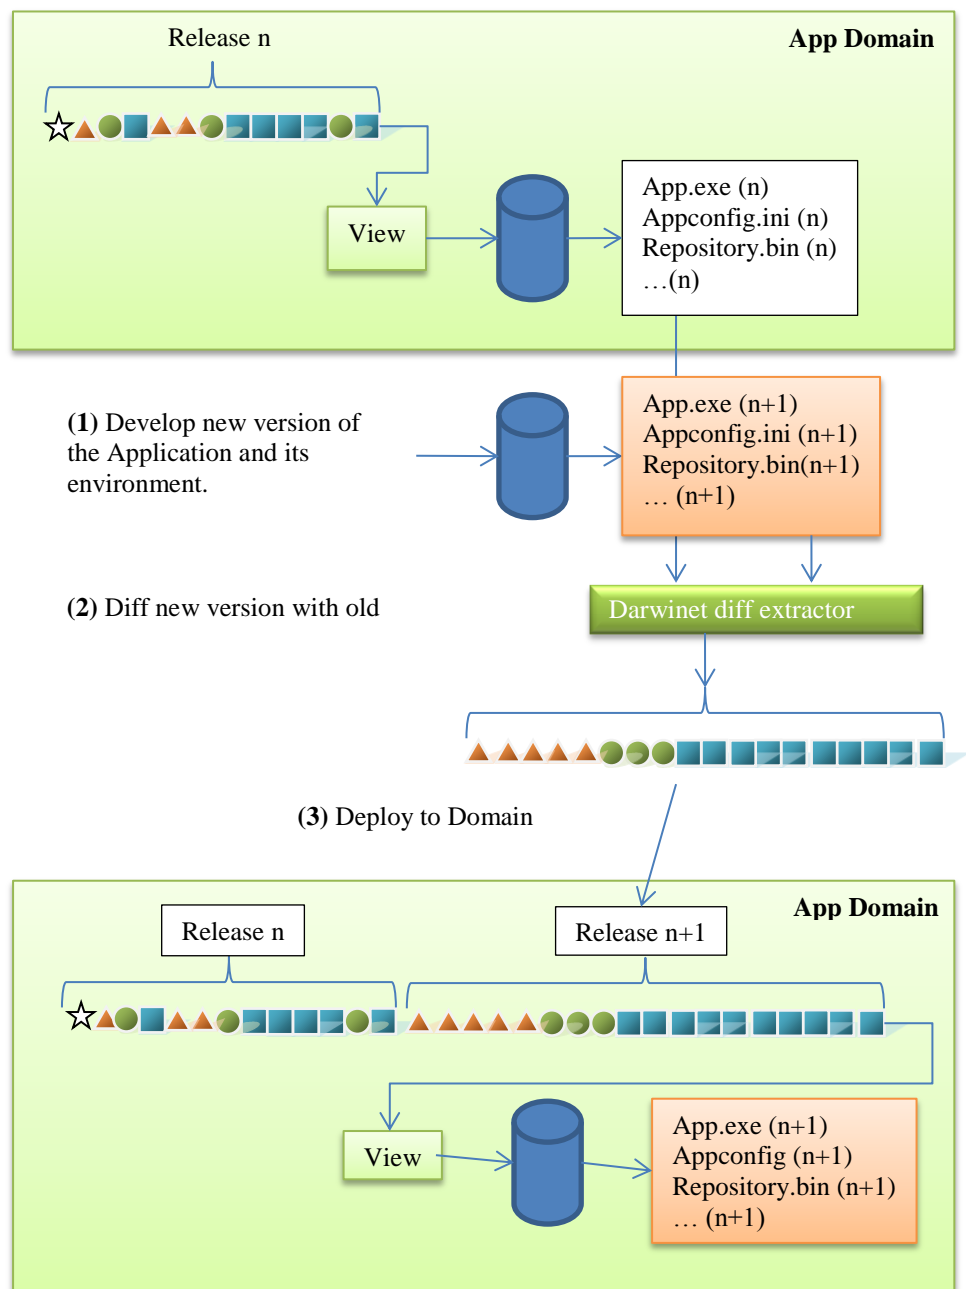 Release n
App Domain
View
App.exe (n)
Appconfig.ini (n)
Repository.bin (n)
…(n)
(1) Develop new version of
the Application and its
environment.
App.exe (n+1)
Appconfig.ini (n+1)
Repository.bin(n+1)
… (n+1)
(2) Diff new version with old
Darwinet diff extractor
(3) Deploy to Domain
App Domain
Release n
Release n+1
View
App.exe (n+1)
Appconfig (n+1)
Repository.bin (n+1)
… (n+1)